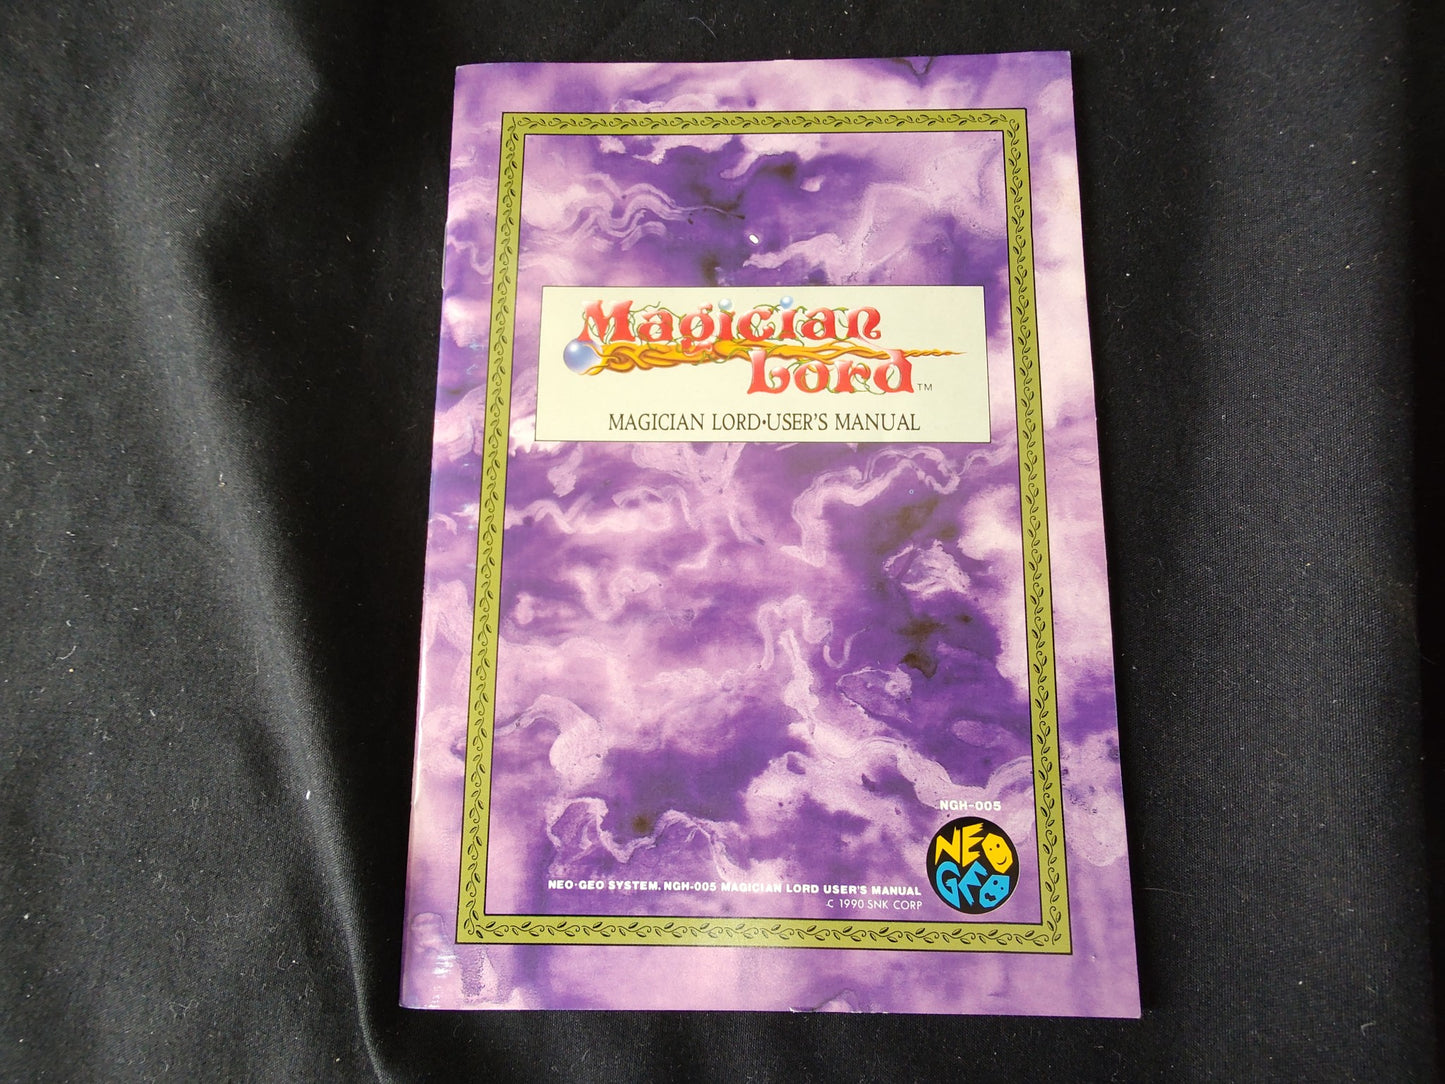 Magician
Lord™
MAGICIAN LORD•USER'S MANUAL
NGH-005
NEO
GEO
NEO•GEO SYSTEM. NGH-005 MAGICIAN LORD USER'S MANUAL
C 1990 SNK CORP